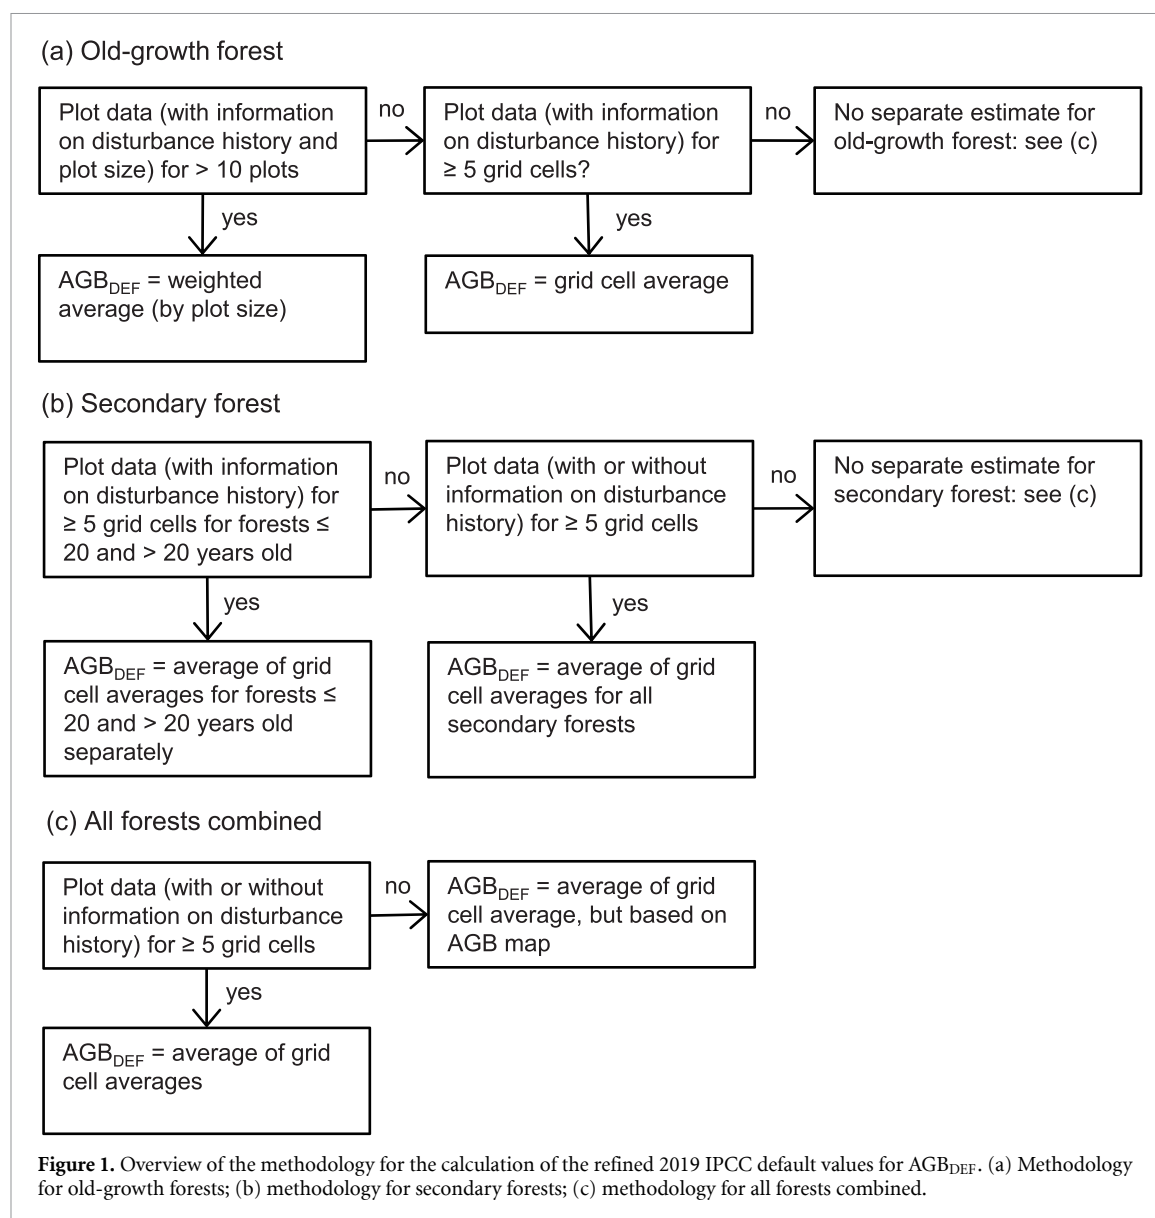 (a) Old-growth forest
Plot data (with information
on disturbance history and
plot size) for > 10 plots
no
Plot data (with information
on disturbance history) for
≥ 5 grid cells?
no
No separate estimate for
old-growth forest: see (c)
yes
yes
AGB_DEF = weighted
average (by plot size)
AGB_DEF = grid cell average
(b) Secondary forest
Plot data (with information
on disturbance history) for
≥ 5 grid cells for forests ≤
20 and > 20 years old
no
Plot data (with or without
information on disturbance
history) for ≥ 5 grid cells
no
No separate estimate for
secondary forest: see (c)
yes
yes
AGB_DEF = average of grid
cell averages for forests ≤
20 and > 20 years old
separately
AGB_DEF = average of grid
cell averages for all
secondary forests
(c) All forests combined
Plot data (with or without
information on disturbance
history) for ≥ 5 grid cells
no
AGB_DEF = average of grid
cell average, but based on
AGB map
yes
AGB_DEF = average of grid
cell averages
Figure 1. Overview of the methodology for the calculation of the refined 2019 IPCC default values for AGB_DEF. (a) Methodology
for old-growth forests; (b) methodology for secondary forests; (c) methodology for all forests combined.